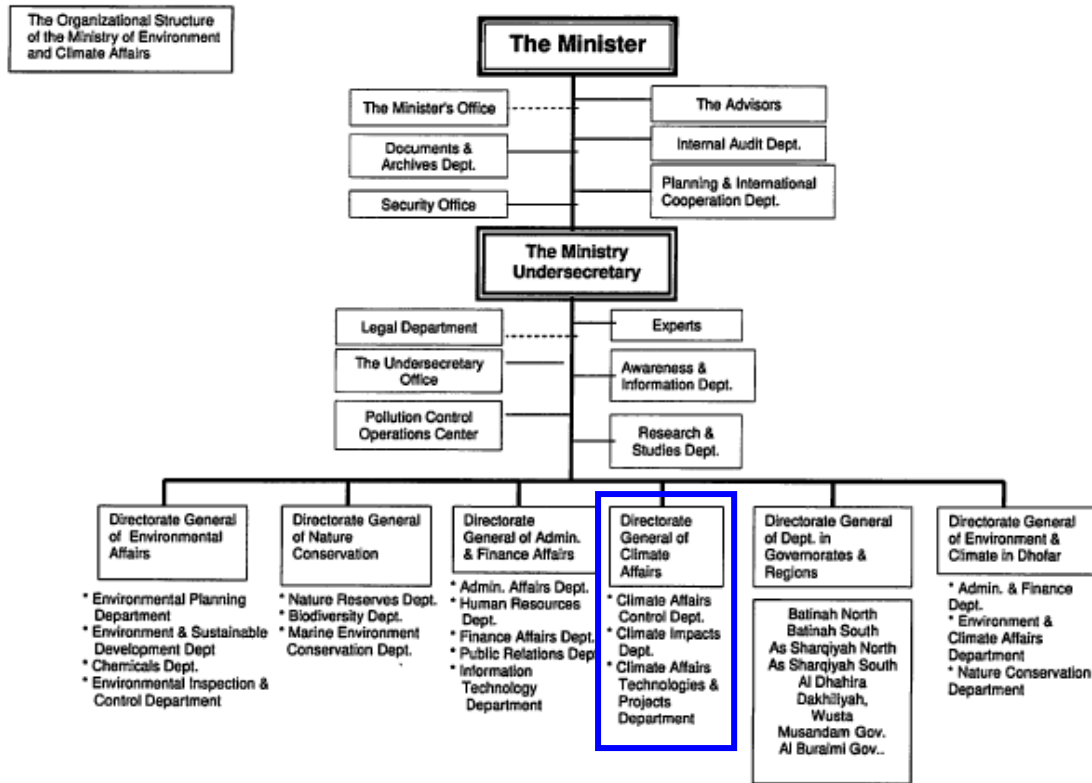 The Organizational Structure
of the Ministry of Environment
and Climate Affairs
The Minister
The Minister's Office
The Advisors
Documents &
Archives Dept.
Internal Audit Dept.
Security Office
Planning & International
Cooperation Dept.
The Ministry
Undersecretary
Legal Department
Experts
The Undersecretary
Office
Awareness &
Information Dept.
Pollution Control
Operations Center
Research &
Studies Dept.
Directorate General
of Environmental
Affairs
* Environmental Planning
Department
* Environment & Sustainable
Development Dept
* Chemicals Dept.
* Environmental Inspection &
Control Department
Directorate General
of Nature
Conservation
* Nature Reserves Dept.
* Biodiversity Dept.
* Marine Environment
Conservation Dept.
Directorate
General of Admin.
& Finance Affairs
* Admin. Affairs Dept.
* Human Resources
Dept.
* Finance Affairs Dept.
* Public Relations Dept
* Information
Technology
Department
Directorate
General of
Climate
Affairs
* Climate Affairs
Control Dept.
* Climate Impacts
Dept.
* Climate Affairs
Technologies &
Projects
Department
Directorate General
of Dept. in
Governorates &
Regions
Batinah North
Batinah South
As Sharqiyah North
As Sharqiyah South
Al Dhahira
Dakhiliyah,
Wusta
Musandam Gov.
Al Buraimi Gov..
Directorate General
of Environment &
Climate in Dhofar
* Admin. & Finance
Dept.
* Environment &
Climate Affairs
Department
* Nature Conservation
Department